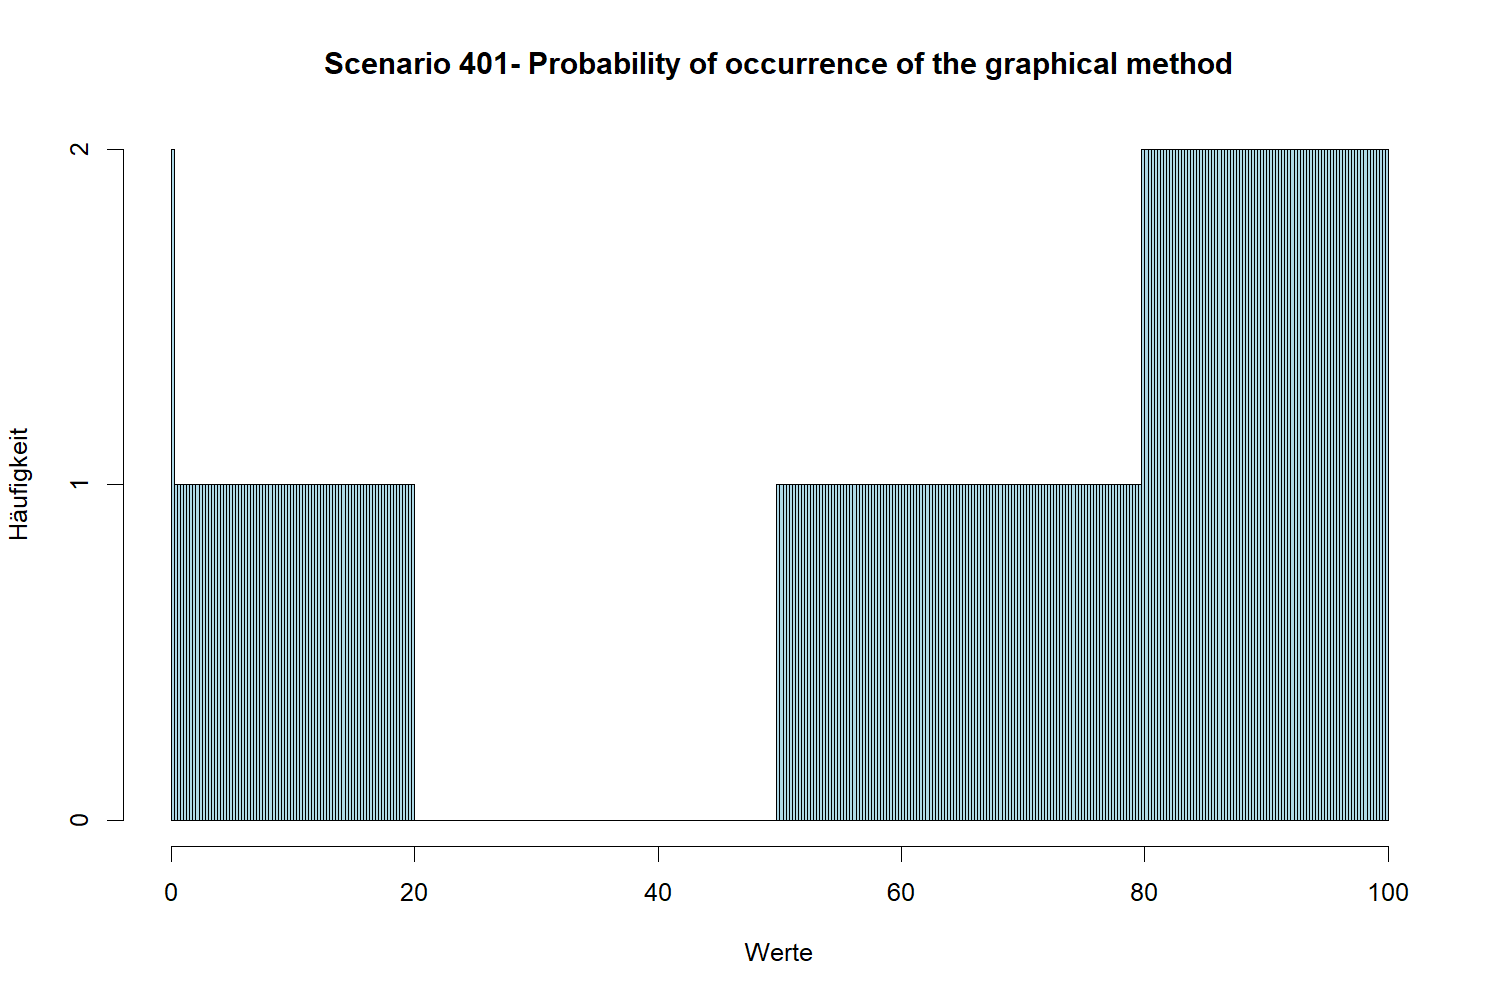 Scenario 401- Probability of occurrence of the graphical method
Häufigkeit
2
1
0
0 20 40 60 80 100
Werte